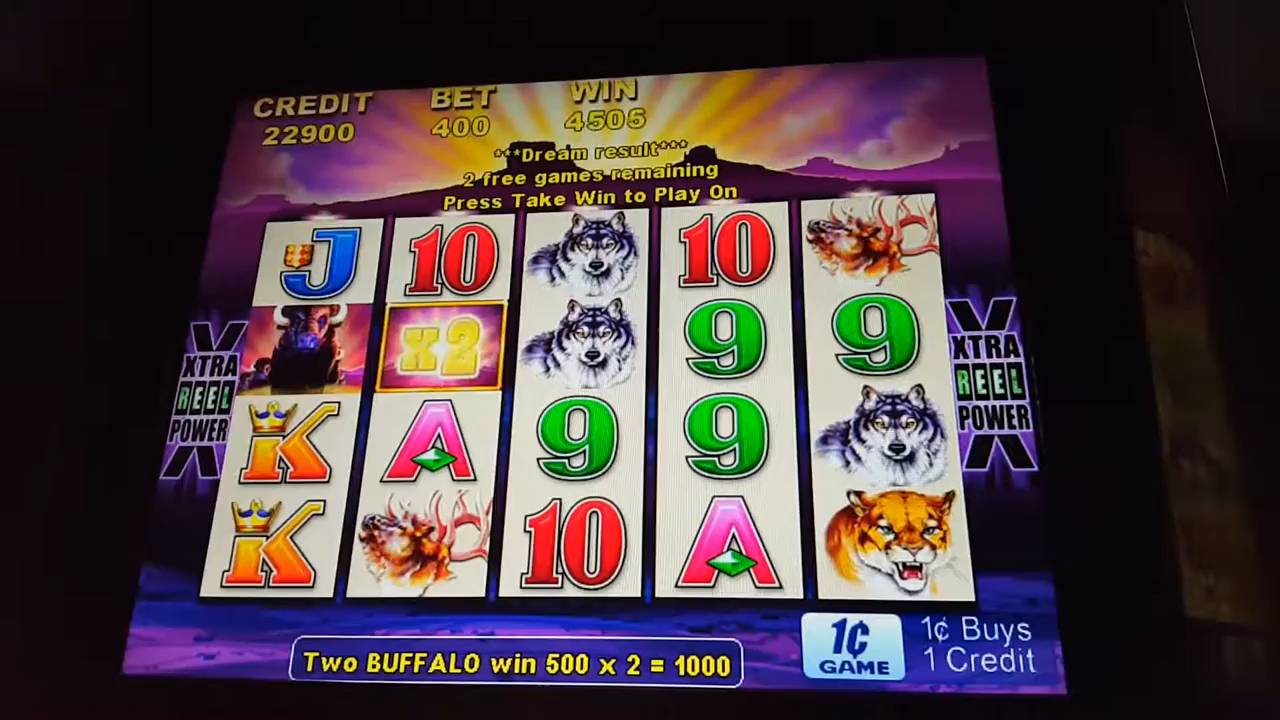 CREDIT BET WIN
22900 400 4505
***Dream result***
2 free games remaining
Press Take Win to Play On
J 10 10
x2 9 9
K A 9 9
K 10 A
XTRA
REEL
POWER
XTRA
REEL
POWER
Two BUFFALO win 500 x 2 = 1000
1¢
GAME
1¢ Buys
1 Credit